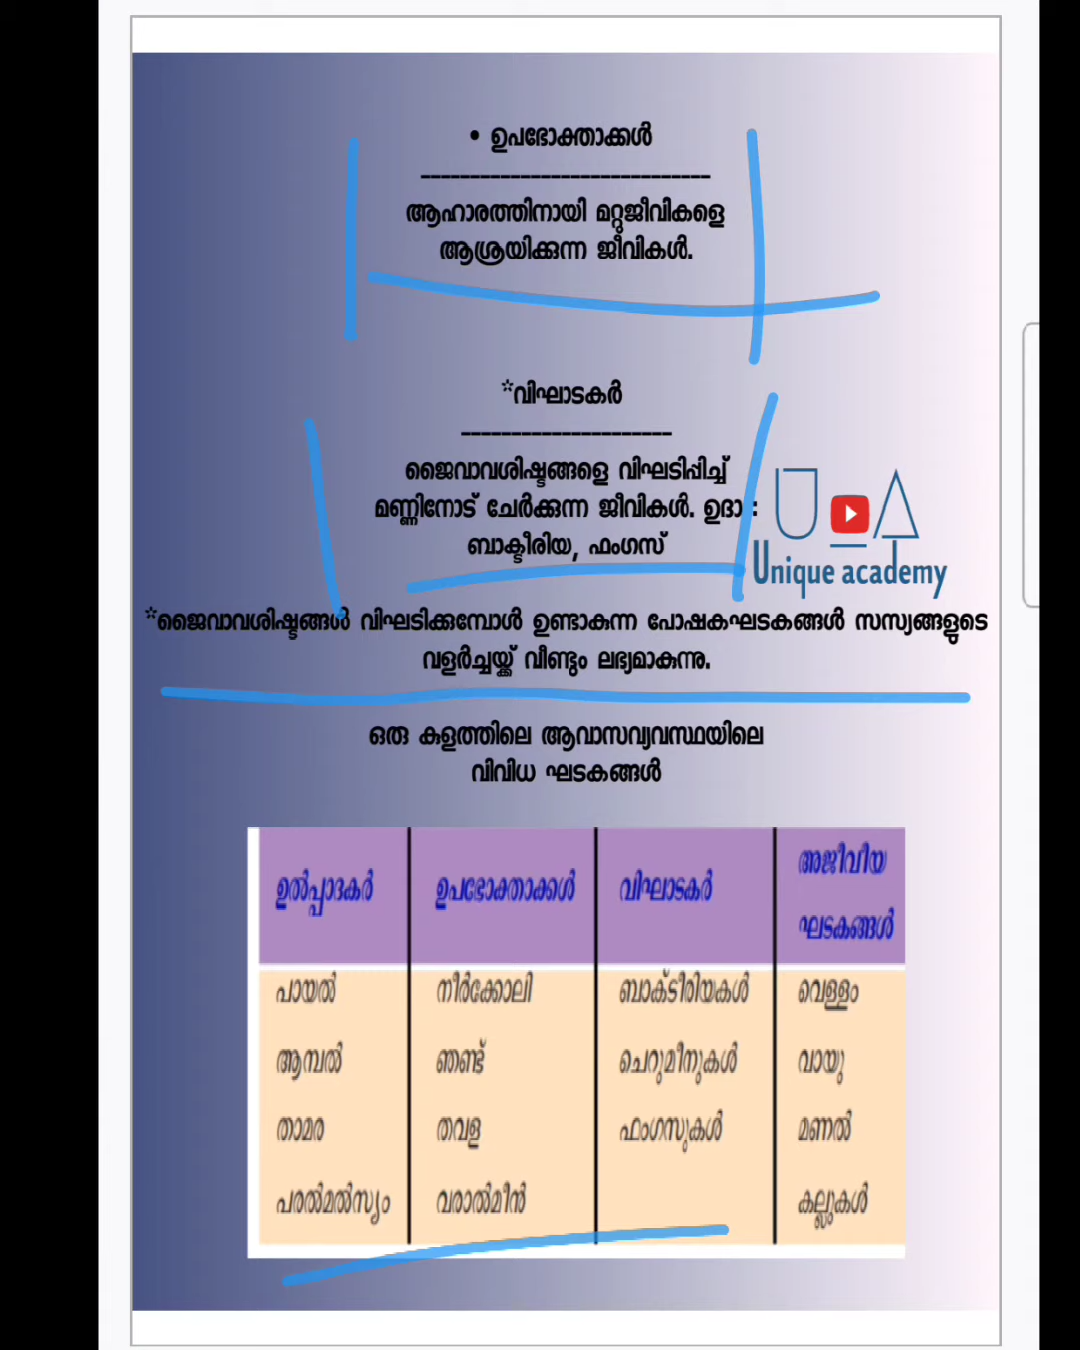 • ഉപഭോക്താക്കൾ
-----------------------------
ആഹാരത്തിനായി മറ്റുജീവികളെ
ആശ്രയിക്കുന്ന ജീവികൾ.
*വിഘാടകർ
---------------------
ജൈവാവശിഷ്ടങ്ങളെ വിഘടിപ്പിച്ച്
മണ്ണിനോട് ചേർക്കുന്ന ജീവികൾ. ഉദാ :
ബാക്ടീരിയ, ഫംഗസ്
U A
Unique academy
*ജൈവാവശിഷ്ടങ്ങൾ വിഘടിക്കുമ്പോൾ ഉണ്ടാകുന്ന പോഷകഘടകങ്ങൾ സസ്യങ്ങളുടെ
വളർച്ചയ്ക്ക് വീണ്ടും ലഭ്യമാകുന്നു.
ഒരു കുളത്തിലെ ആവാസവ്യവസ്ഥയിലെ
വിവിധ ഘടകങ്ങൾ
ഉൽപ്പാദകർ ഉപഭോക്താക്കൾ വിഘാടകർ അജീവീയ
ഘടകങ്ങൾ
പായൽ നീർക്കോലി ബാക്ടീരിയകൾ വെള്ളം
ആമ്പൽ ഞണ്ട് ചെറുമീനുകൾ വായു
താമര തവള ഫംഗസുകൾ മണൽ
പരൽമൽസ്യം വരാൽമീൻ കല്ലുകൾ